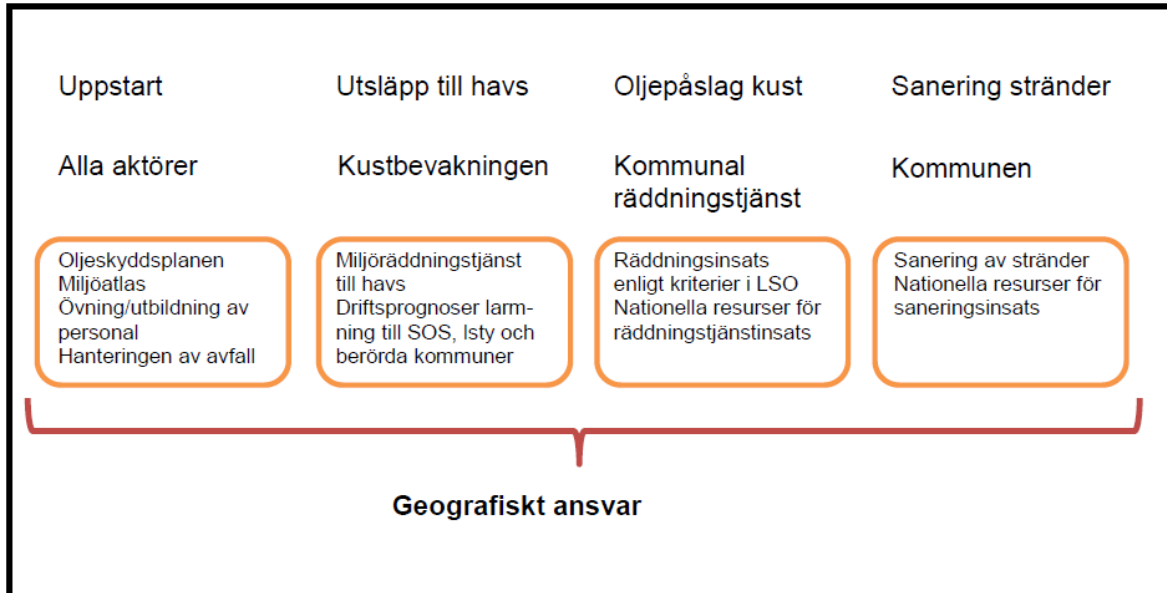 Uppstart
Utsläpp till havs
Oljepåslag kust
Sanering stränder
Alla aktörer
Kustbevakningen
Kommunal
räddningstjänst
Kommunen
Oljeskyddsplanen
Miljöatlas
Övning/utbildning av
personal
Hanteringen av avfall
Miljöräddningstjänst
till havs
Driftsprognoser larm-
ning till SOS, lsty och
berörda kommuner
Räddningsinsats
enligt kriterier i LSO
Nationella resurser för
räddningstjänstinsats
Sanering av stränder
Nationella resurser för
saneringsinsats
Geografiskt ansvar